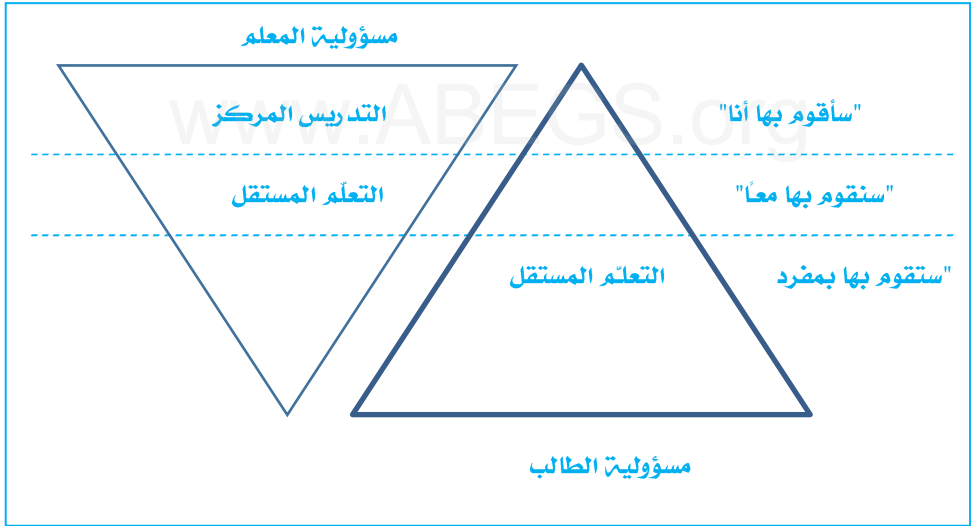 مسؤولية المعلم
www.ABEGS.org
"سأقوم بها أنا"
التدريس المركز
"سنقوم بها معاً"
التعلّم المستقل
"ستقوم بها بمفرد
التعلّم المستقل
مسؤولية الطالب